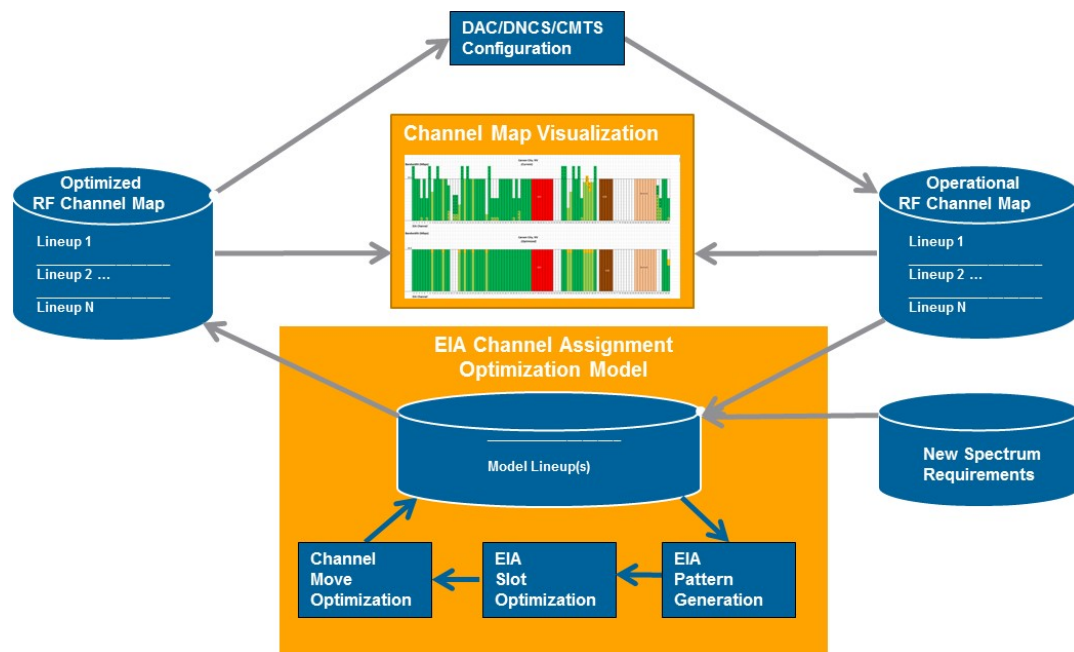 DAC/DNCS/CMTS
Configuration
Channel Map Visualization
Optimized
RF Channel Map
Lineup 1
Lineup 2 ...
Lineup N
Operational
RF Channel Map
Lineup 1
Lineup 2 ...
Lineup N
EIA Channel Assignment
Optimization Model
Model Lineup(s)
New Spectrum
Requirements
Channel
Move
Optimization
EIA
Slot
Optimization
EIA
Pattern
Generation